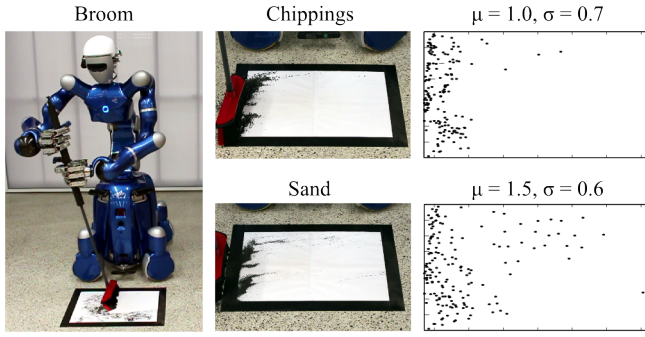 Broom
Chippings
μ = 1.0, σ = 0.7
Sand
μ = 1.5, σ = 0.6